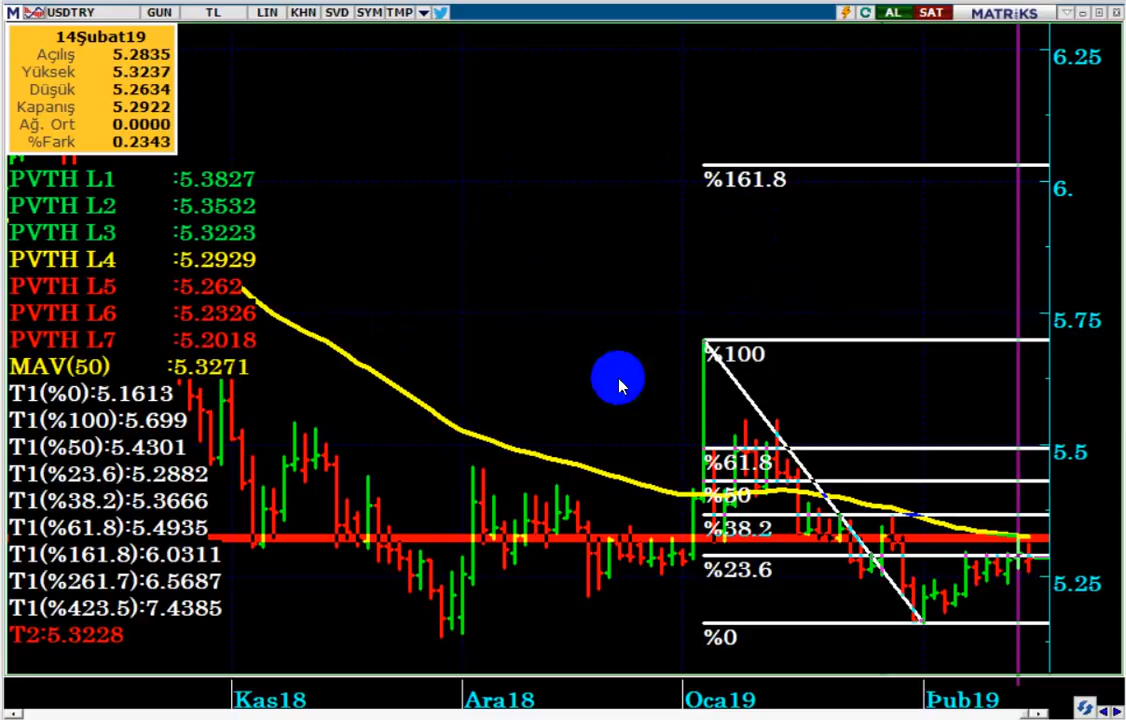 M USDTRY GUN TL LIN KHN SVD SYM TMP AL SAT MATRiKS
14Şubat19
Açılış 5.2835
Yüksek 5.3237
Düşük 5.2634
Kapanış 5.2922
Ağ. Ort 0.0000
%Fark 0.2343
PVTH L1 :5.3827
PVTH L2 :5.3532
PVTH L3 :5.3223
PVTH L4 :5.2929
PVTH L5 :5.262
PVTH L6 :5.2326
PVTH L7 :5.2018
MAV(50) :5.3271
T1(%0):5.1613
T1(%100):5.699
T1(%50):5.4301
T1(%23.6):5.2882
T1(%38.2):5.3666
T1(%61.8):5.4935
T1(%161.8):6.0311
T1(%261.7):6.5687
T1(%423.5):7.4385
T2:5.3228
%161.8
%100
%61.8
%50
%38.2
%23.6
%0
6.25
6.
5.75
5.5
5.25
Kas18 Ara18 Oca19 Þub19